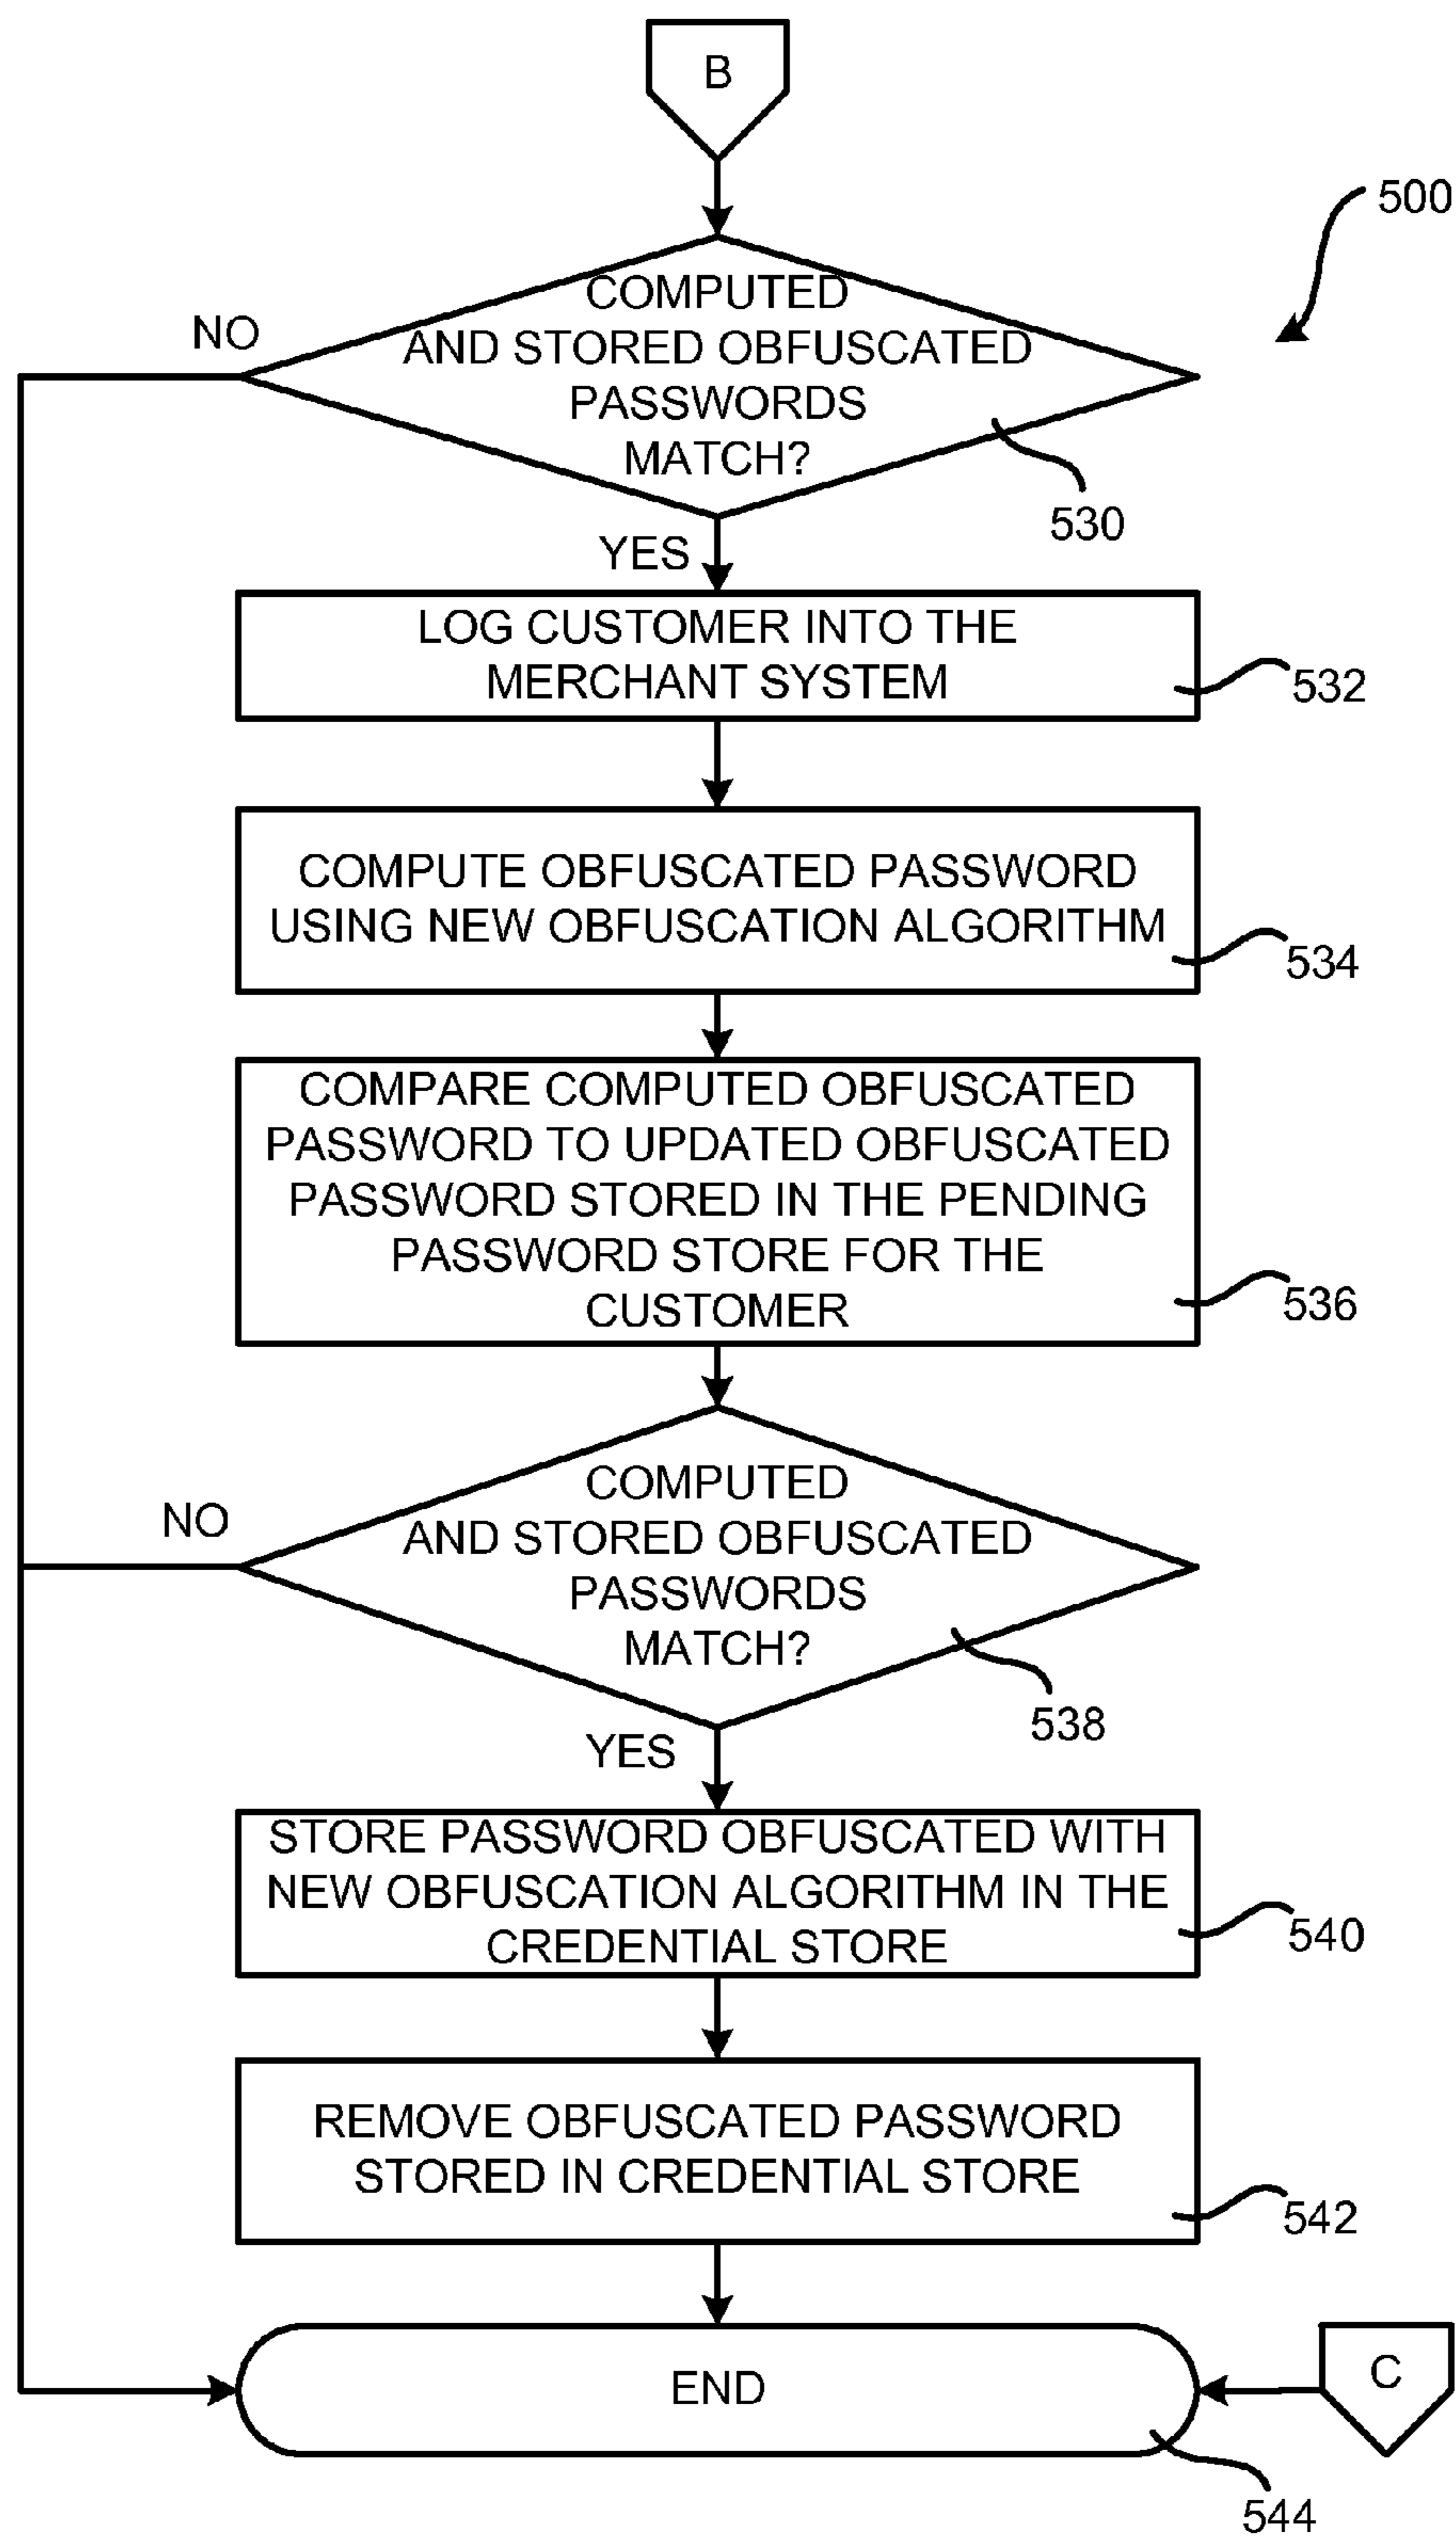 B
500
COMPUTED
AND STORED OBFUSCATED
PASSWORDS
MATCH?
NO
530
YES
LOG CUSTOMER INTO THE
MERCHANT SYSTEM
532
COMPUTE OBFUSCATED PASSWORD
USING NEW OBFUSCATION ALGORITHM
534
COMPARE COMPUTED OBFUSCATED
PASSWORD TO UPDATED OBFUSCATED
PASSWORD STORED IN THE PENDING
PASSWORD STORE FOR THE
CUSTOMER
536
COMPUTED
AND STORED OBFUSCATED
PASSWORDS
MATCH?
NO
538
YES
STORE PASSWORD OBFUSCATED WITH
NEW OBFUSCATION ALGORITHM IN THE
CREDENTIAL STORE
540
REMOVE OBFUSCATED PASSWORD
STORED IN CREDENTIAL STORE
542
END
C
544